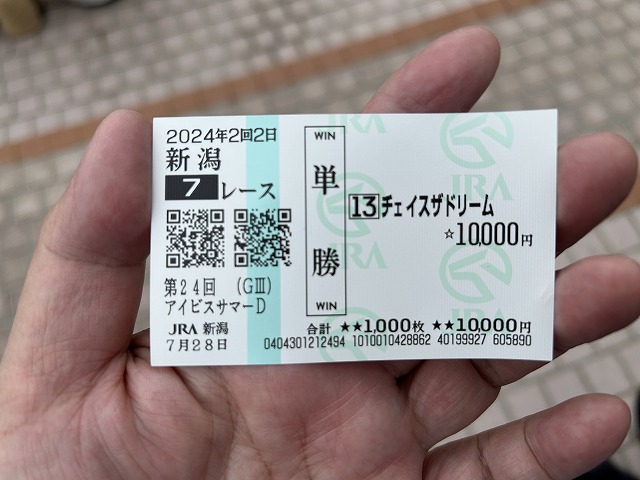 2024年2回2日
新潟
7レース
第24回 (GⅢ)
アイビスサマーD
JRA 新潟
7月28日
WIN
単勝
WIN
13チェイスザドリーム
☆10,000円
合計 ★★1,000枚 ★★10,000円
0404301212494 1010010428862 40199927 605890
JRA
JRA
JRA